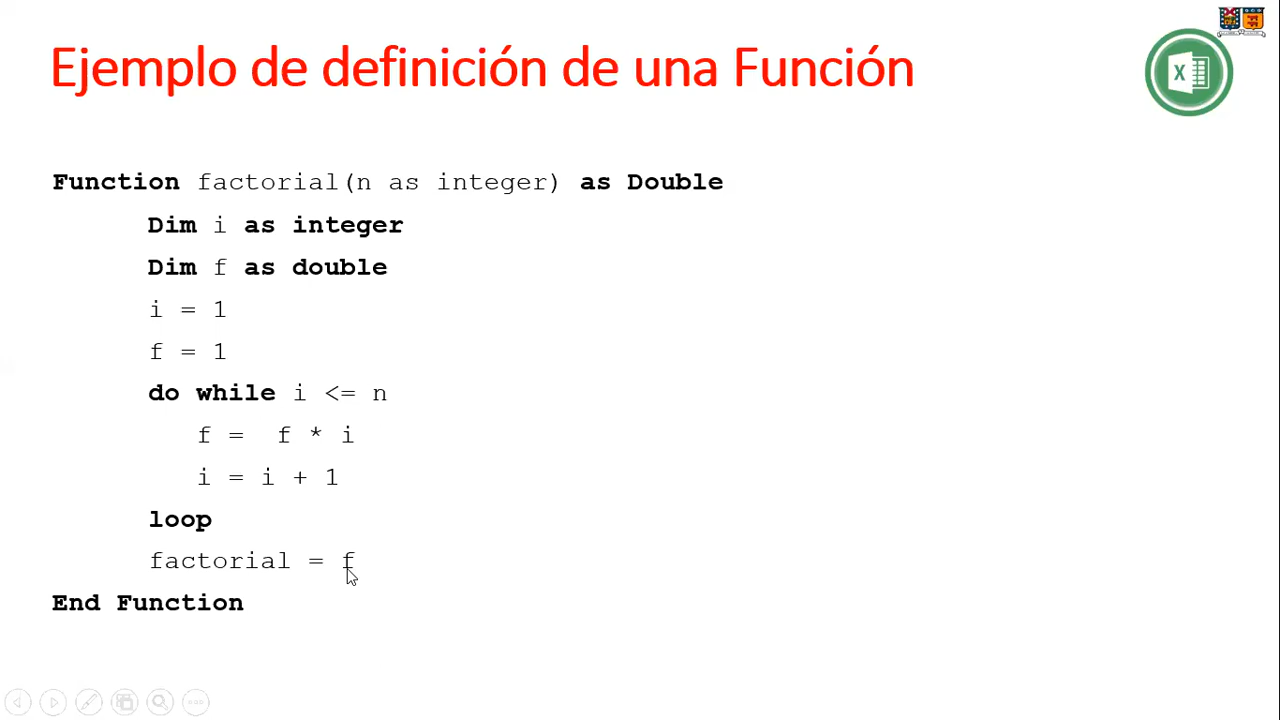 Ejemplo de definición de una Función
Function factorial(n as integer) as Double
Dim i as integer
Dim f as double
i = 1
f = 1
do while i <= n
f = f * i
i = i + 1
loop
factorial = f
End Function